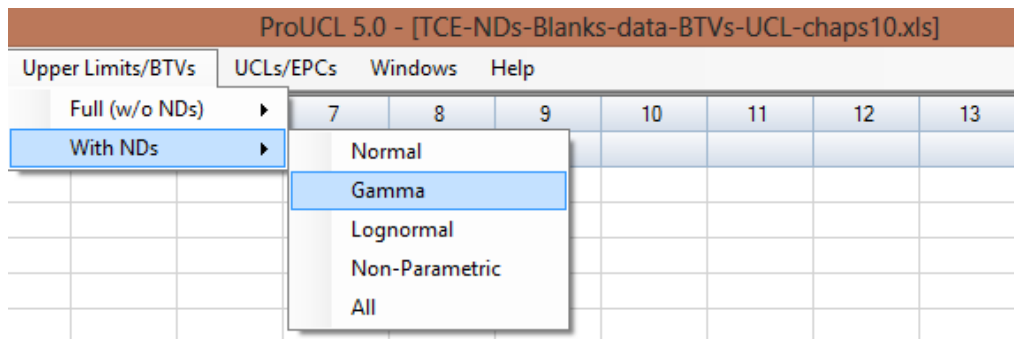 ProUCL 5.0 - [TCE-NDs-Blanks-data-BTVs-UCL-chaps10.xls]
Upper Limits/BTVs UCLs/EPCs Windows Help
Full (w/o NDs) 7 8 9 10 11 12 13
With NDs
Normal
Gamma
Lognormal
Non-Parametric
All